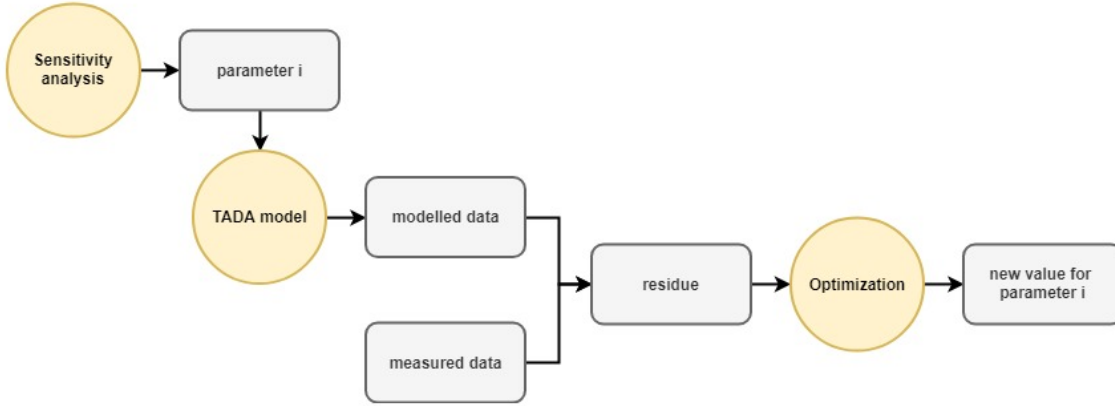 Sensitivity
analysis
parameter i
TADA model
modelled data
measured data
residue
Optimization
new value for
parameter i